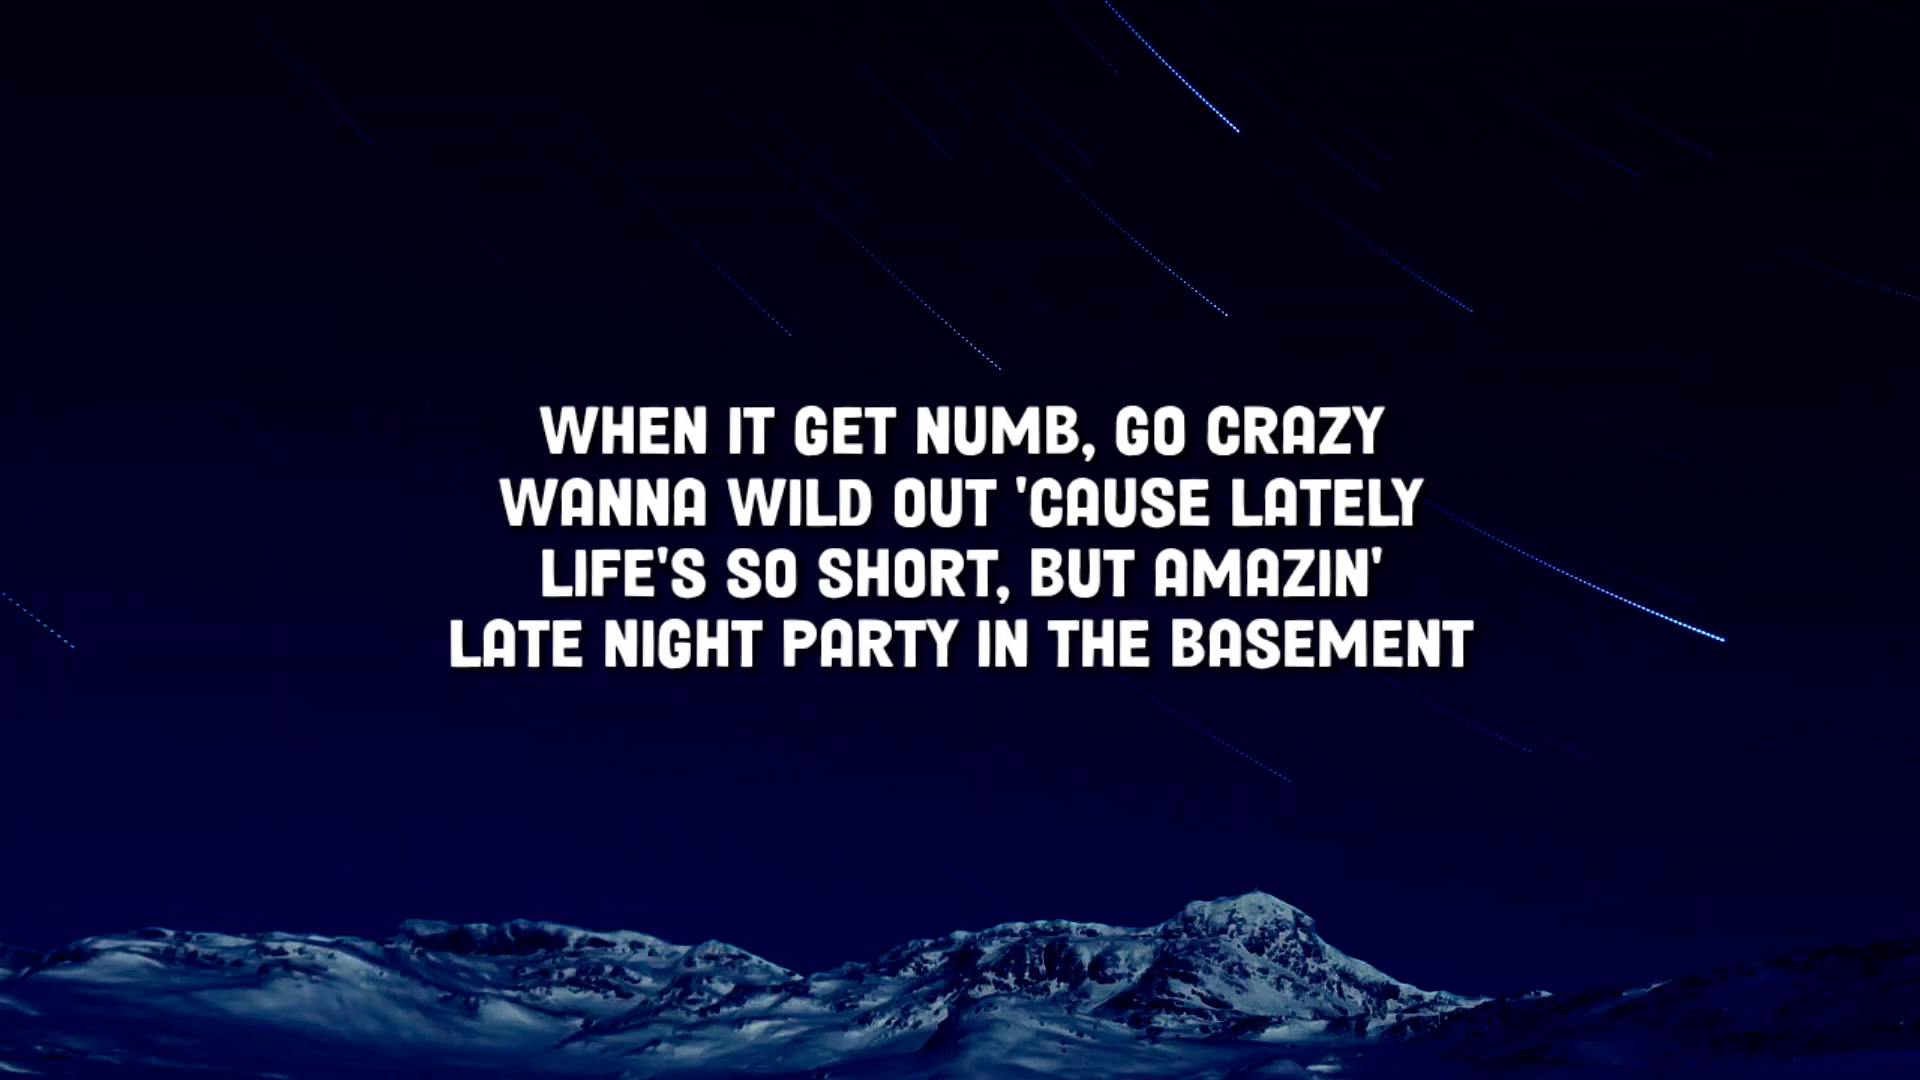 WHEN IT GET NUMB, GO CRAZY
WANNA WILD OUT 'CAUSE LATELY
LIFE'S SO SHORT, BUT AMAZIN'
LATE NIGHT PARTY IN THE BASEMENT